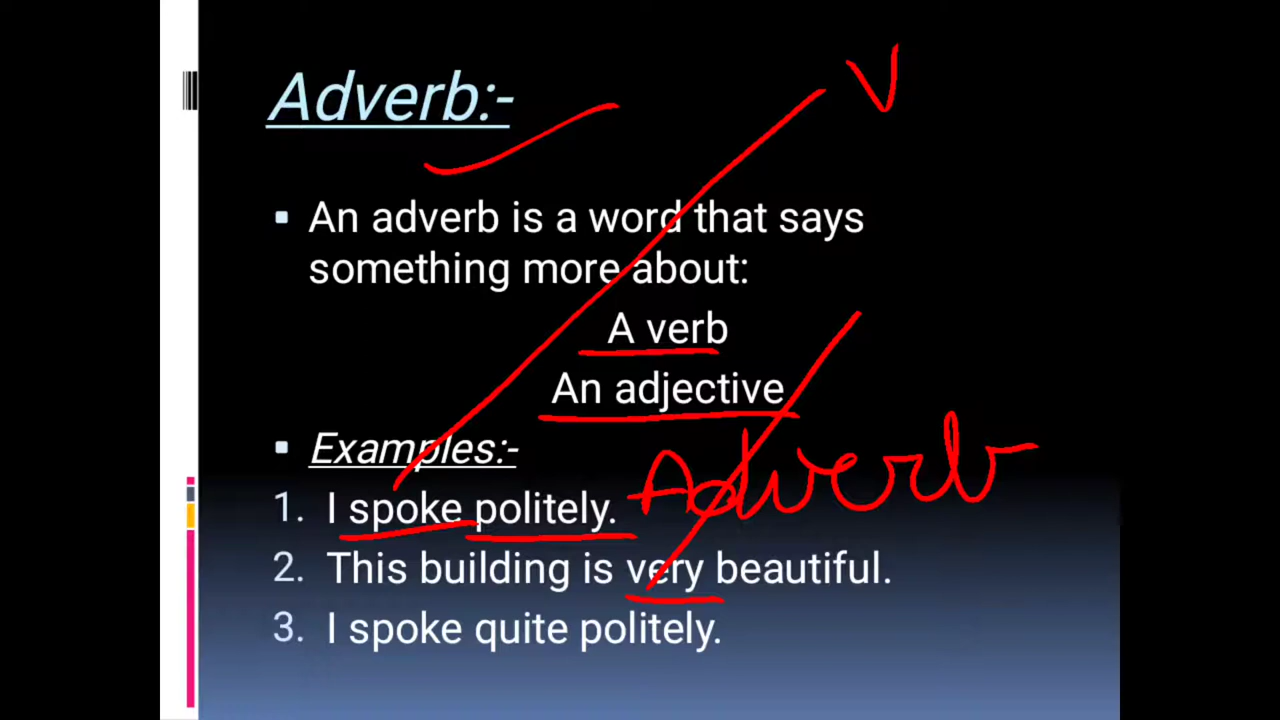 Adverb:-
V
▪ An adverb is a word that says
something more about:
A verb
An adjective
▪ Examples:-
1. I spoke politely. Adverb
2. This building is very beautiful.
3. I spoke quite politely.